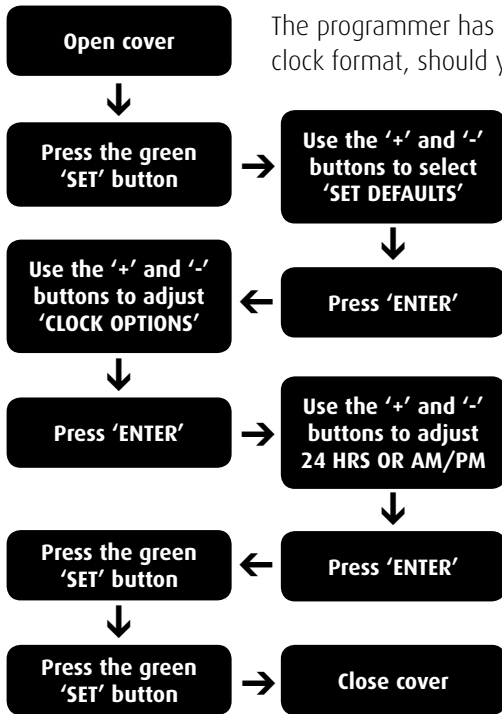 Open cover
The programmer has
clock format, should
Press the green
‘SET’ button
Use the ‘+’ and ‘-’
buttons to select
‘SET DEFAULTS’
Press ‘ENTER’
Use the ‘+’ and ‘-’
buttons to adjust
‘CLOCK OPTIONS’
Press ‘ENTER’
Use the ‘+’ and ‘-’
buttons to adjust
24 HRS OR AM/PM
Press ‘ENTER’
Press the green
‘SET’ button
Press the green
‘SET’ button
Close cover